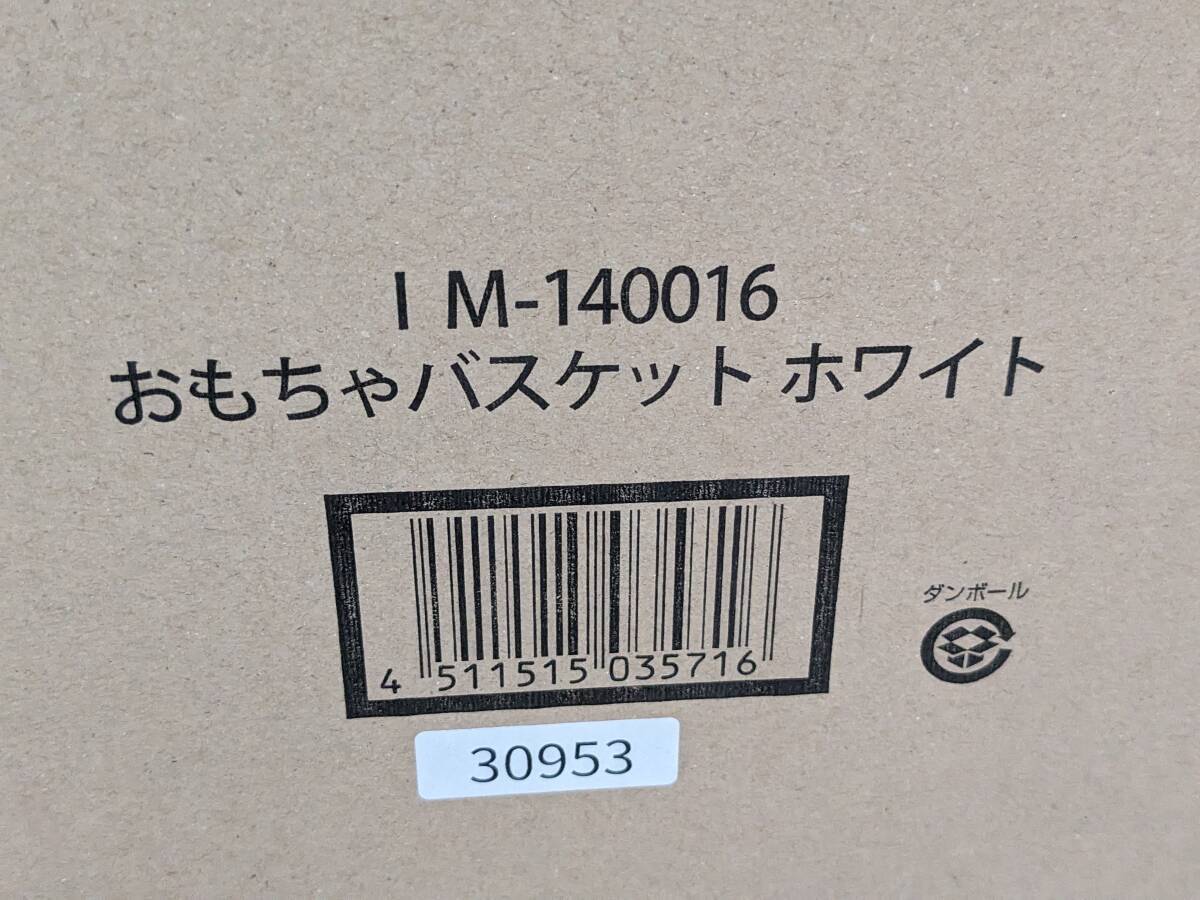 I M-140016
おもちゃバスケット ホワイト
ダンボール
4 511515 035716
30953